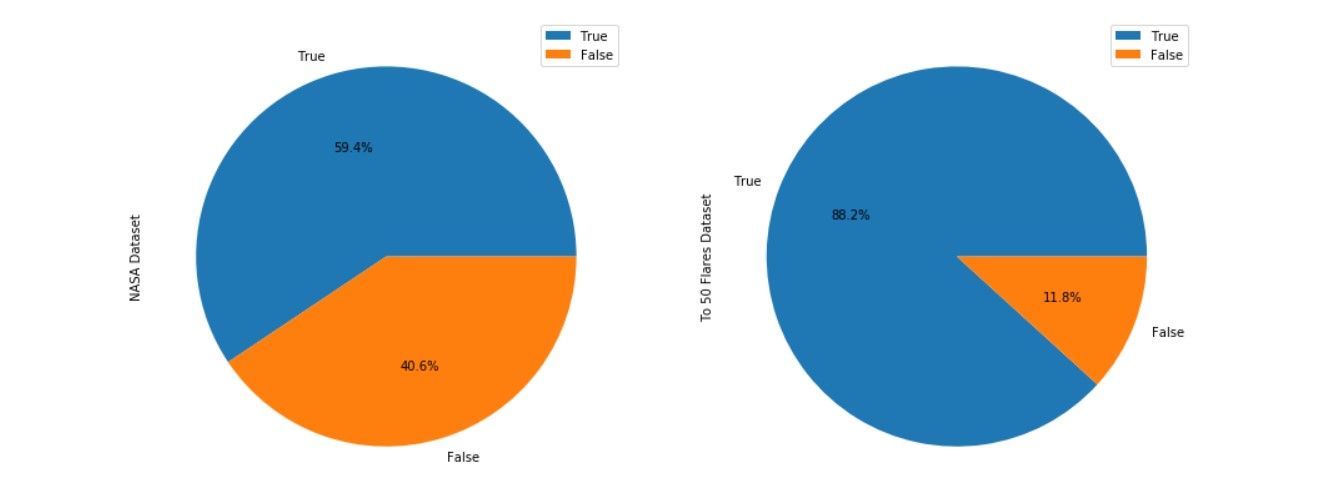 True
False
True
59.4%
NASA Dataset
40.6%
False
True
False
True
88.2%
To 50 Flares Dataset
11.8%
False